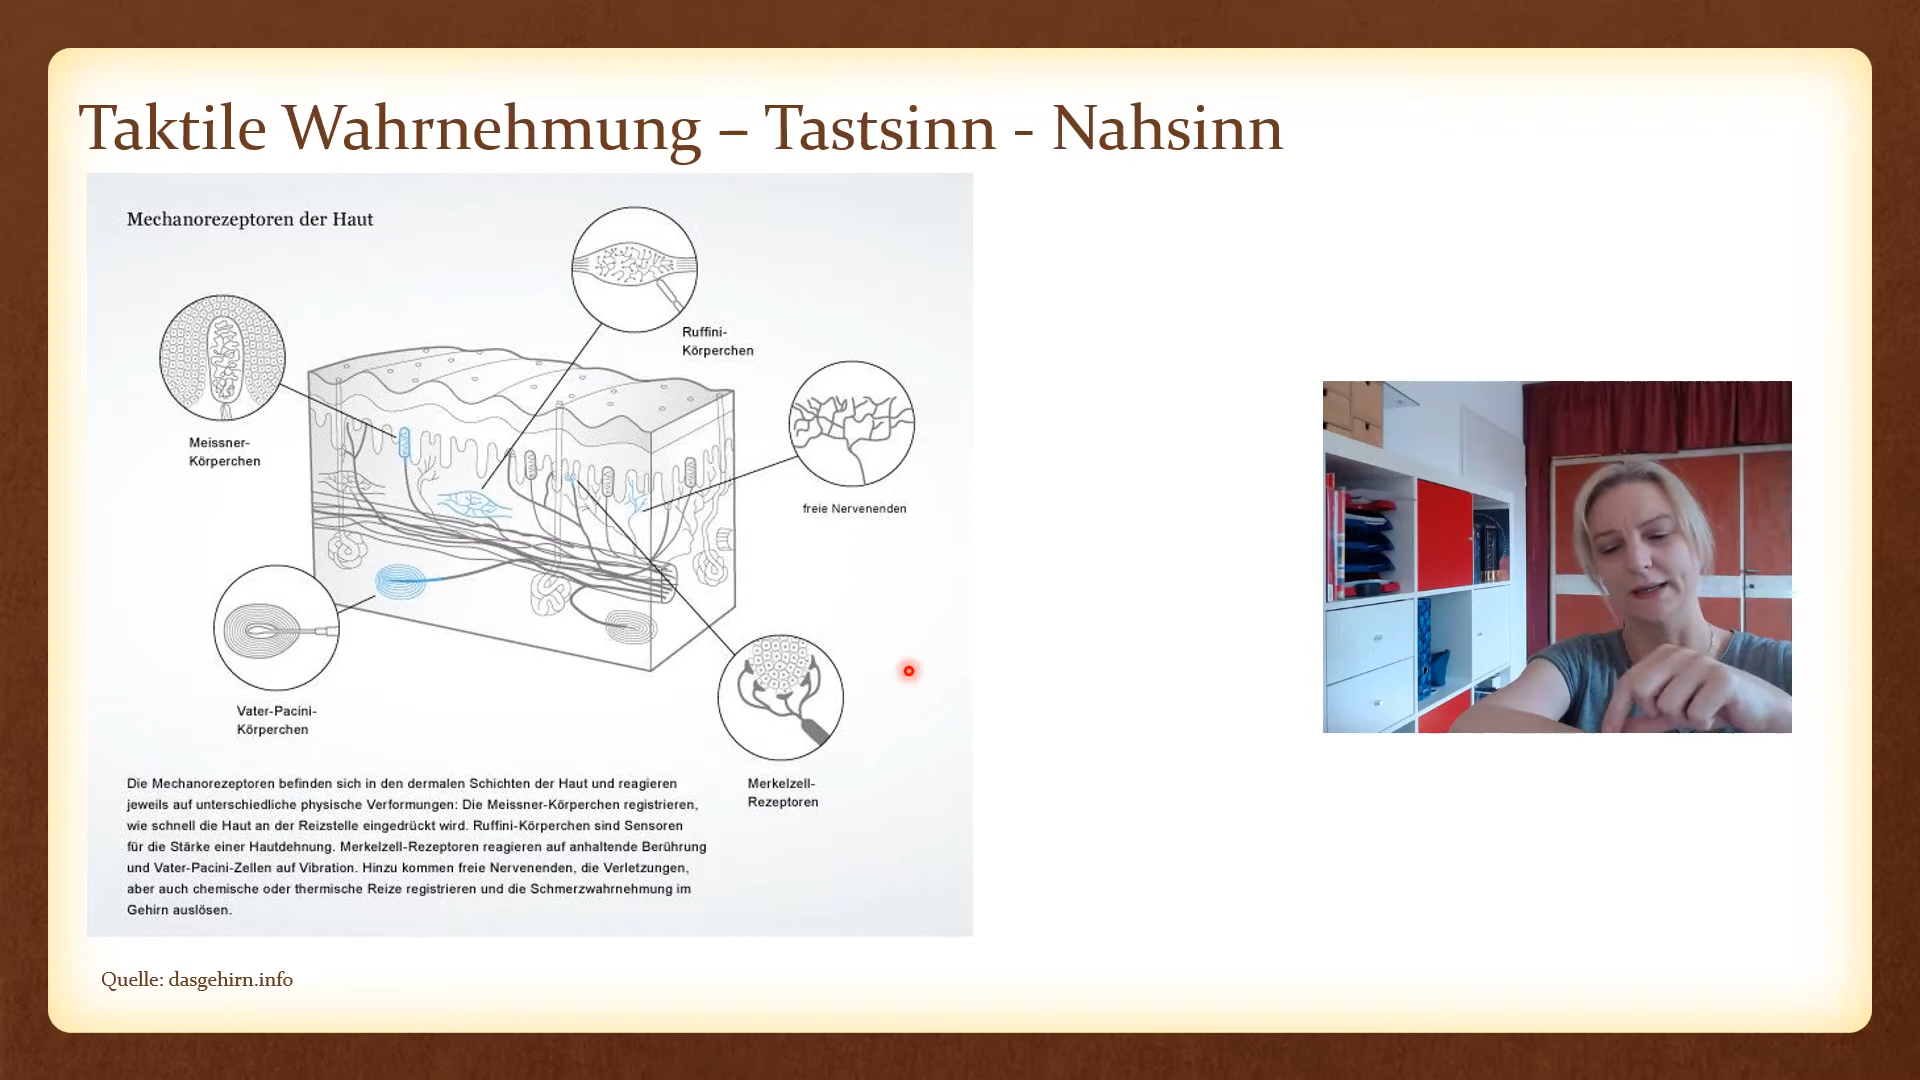 Taktile Wahrnehmung – Tastsinn - Nahsinn
Mechanorezeptoren der Haut
Ruffini-
Körperchen
Meissner-
Körperchen
freie Nervenenden
Vater-Pacini-
Körperchen
Merkelzell-
Rezeptoren
Die Mechanorezeptoren befinden sich in den dermalen Schichten der Haut und reagieren
jeweils auf unterschiedliche physische Verformungen: Die Meissner-Körperchen registrieren,
wie schnell die Haut an der Reizstelle eingedrückt wird. Ruffini-Körperchen sind Sensoren
für die Stärke einer Hautdehnung. Merkelzell-Rezeptoren reagieren auf anhaltende Berührung
und Vater-Pacini-Zellen auf Vibration. Hinzu kommen freie Nervenenden, die Verletzungen,
aber auch chemische oder thermische Reize registrieren und die Schmerzwahrnehmung im
Gehirn auslösen.
Quelle: dasgehirn.info